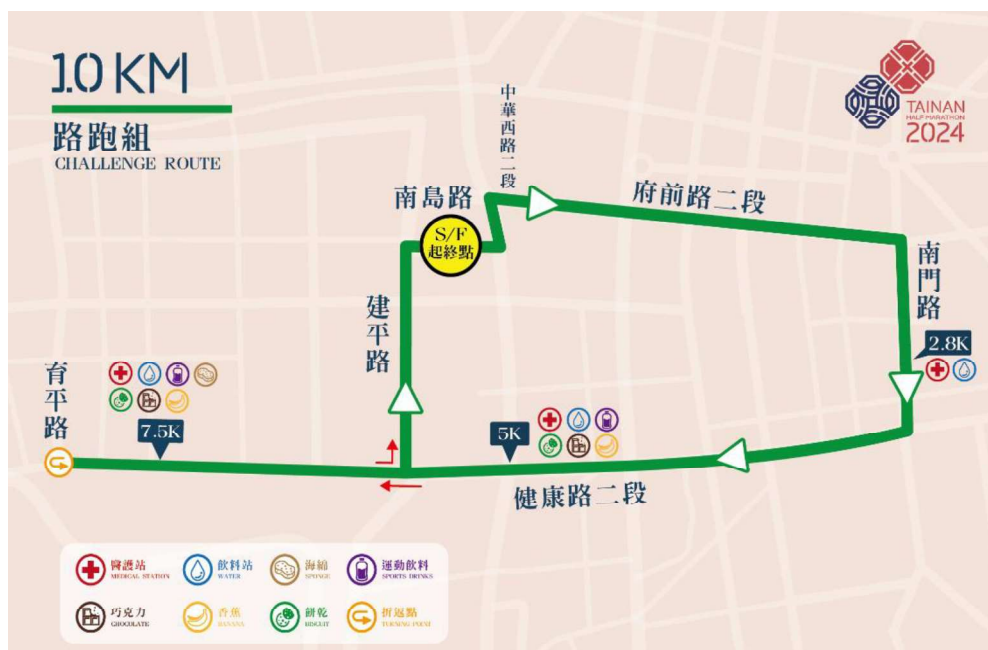 10 KM
路跑組
CHALLENGE ROUTE
TAINAN
HALF MARATHON
2024
中華西路二段
南島路
S/F
起終點
府前路二段
南門路
2.8K
建平路
育平路
7.5K
5K
健康路二段
醫護站
MEDICAL STATION
飲料站
WATER
海綿
SPONGE
運動飲料
SPORTS DRINKS
巧克力
CHOCOLATE
香蕉
BANANA
餅乾
BISCUIT
折返點
TURNING POINT